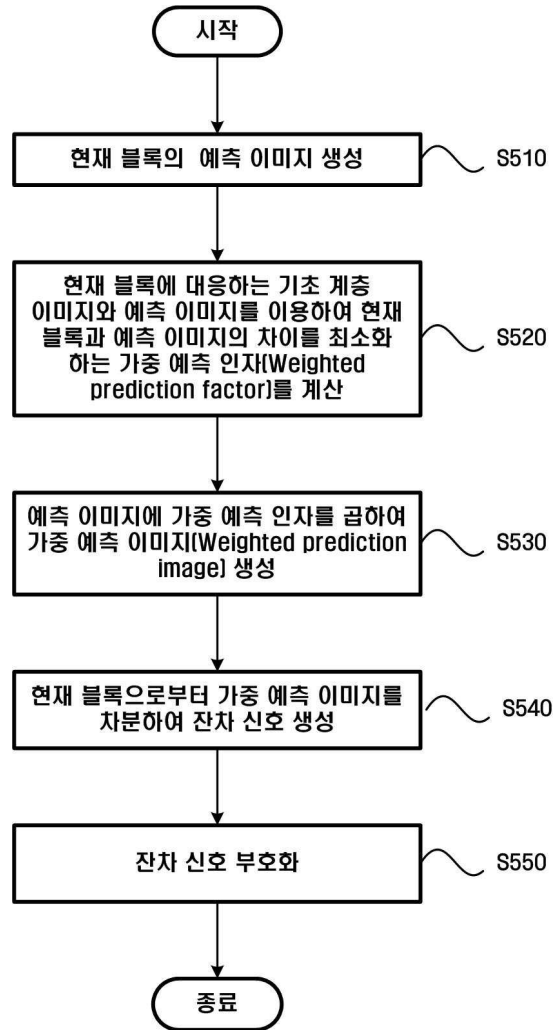 시작
현재 블록의 예측 이미지 생성
S510
현재 블록에 대응하는 기초 계층
이미지와 예측 이미지를 이용하여 현재
블록과 예측 이미지의 차이를 최소화
하는 가중 예측 인자(Weighted
prediction factor)를 계산
S520
예측 이미지에 가중 예측 인자를 곱하여
가중 예측 이미지(Weighted prediction
image) 생성
S530
현재 블록으로부터 가중 예측 이미지를
차분하여 잔차 신호 생성
S540
잔차 신호 부호화
S550
종료